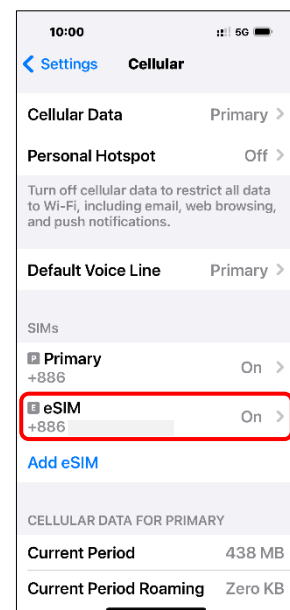 10:00 5G
Settings Cellular
Cellular Data Primary
Personal Hotspot Off
Turn off cellular data to restrict all data
to Wi-Fi, including email, web browsing,
and push notifications.
Default Voice Line Primary
SIMs
P Primary On
+886
E eSIM On
+886
Add eSIM
CELLULAR DATA FOR PRIMARY
Current Period 438 MB
Current Period Roaming Zero KB